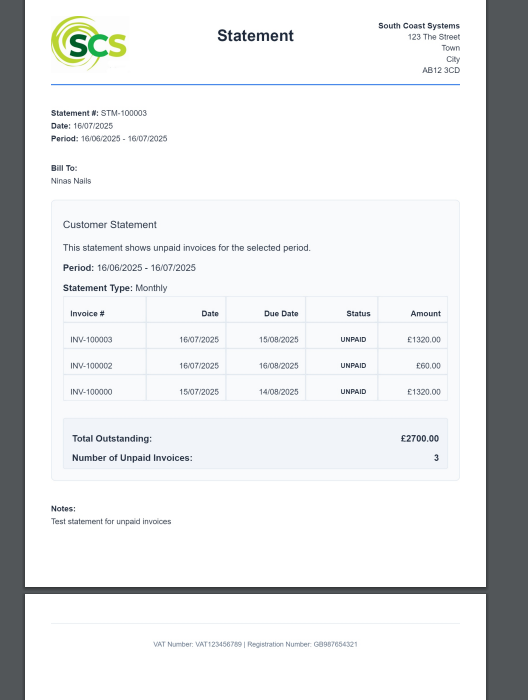 SCS
Statement
South Coast Systems
123 The Street
Town
City
AB12 3CD
Statement #: STM-100003
Date: 16/07/2025
Period: 16/06/2025 - 16/07/2025
Bill To:
Ninas Nails
Customer Statement
This statement shows unpaid invoices for the selected period.
Period: 16/06/2025 - 16/07/2025
Statement Type: Monthly
Invoice # Date Due Date Status Amount
INV-100003 16/07/2025 15/08/2025 UNPAID £1320.00
INV-100002 16/07/2025 16/08/2025 UNPAID £60.00
INV-100000 15/07/2025 14/08/2025 UNPAID £1320.00
Total Outstanding: £2700.00
Number of Unpaid Invoices: 3
Notes:
Test statement for unpaid invoices
VAT Number: VAT123456789 | Registration Number: GB987654321